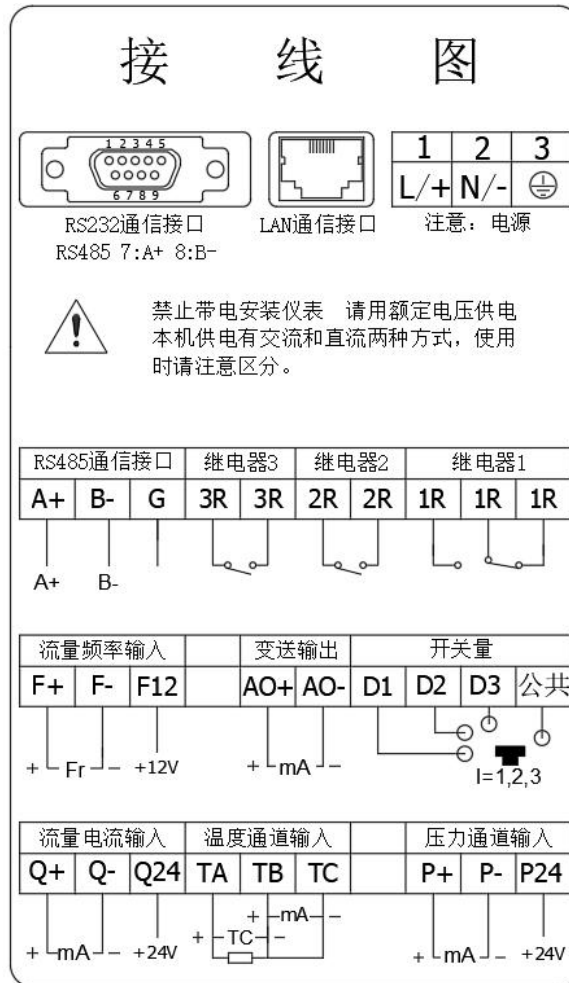 接 线 图
1 2 3 4 5
6 7 8 9
1 2 3
L/+ N/-
RS232通信接口 LAN通信接口 注意：电源
RS485 7:A+ 8:B-
禁止带电安装仪表 请用额定电压供电
本机供电有交流和直流两种方式，使用
时请注意区分。
RS485通信接口 继电器3 继电器2 继电器1
A+ B- G 3R 3R 2R 2R 1R 1R 1R
A+ B-
流量频率输入 变送输出 开关量
F+ F- F12 AO+ AO- D1 D2 D3 公共
+ Fr - +12V + mA - I=1,2,3
流量电流输入 温度通道输入 压力通道输入
Q+ Q- Q24 TA TB TC P+ P- P24
+ mA -
+ TC -
+ mA - +24V + mA - +24V